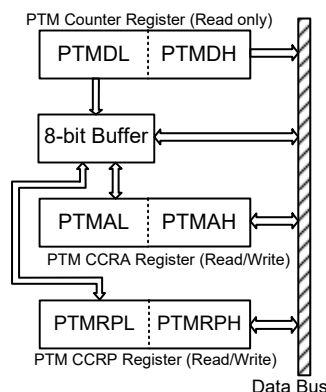 PTM Counter Register (Read only)
PTMDL PTMDH
8-bit Buffer
PTMAL PTMAH
PTM CCRA Register (Read/Write)
PTMRPL PTMRPH
PTM CCRP Register (Read/Write)
Data Bus